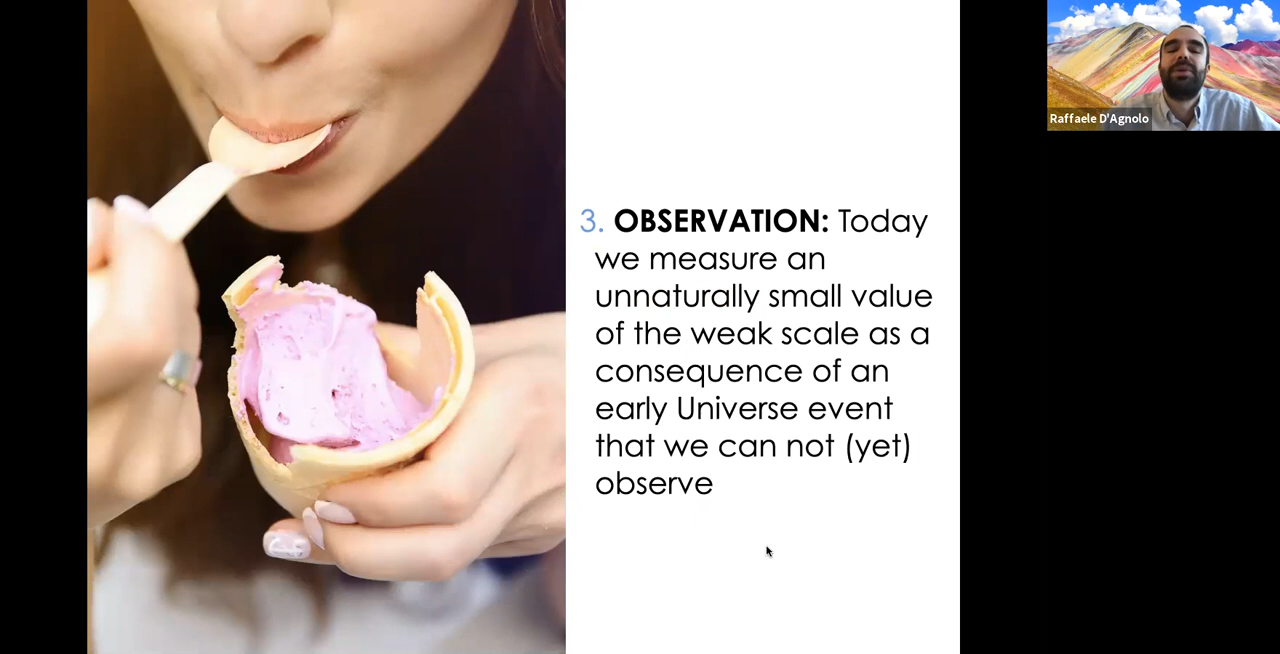 3. OBSERVATION: Today
we measure an
unnaturally small value
of the weak scale as a
consequence of an
early Universe event
that we can not (yet)
observe
Raffaele D'Agnolo